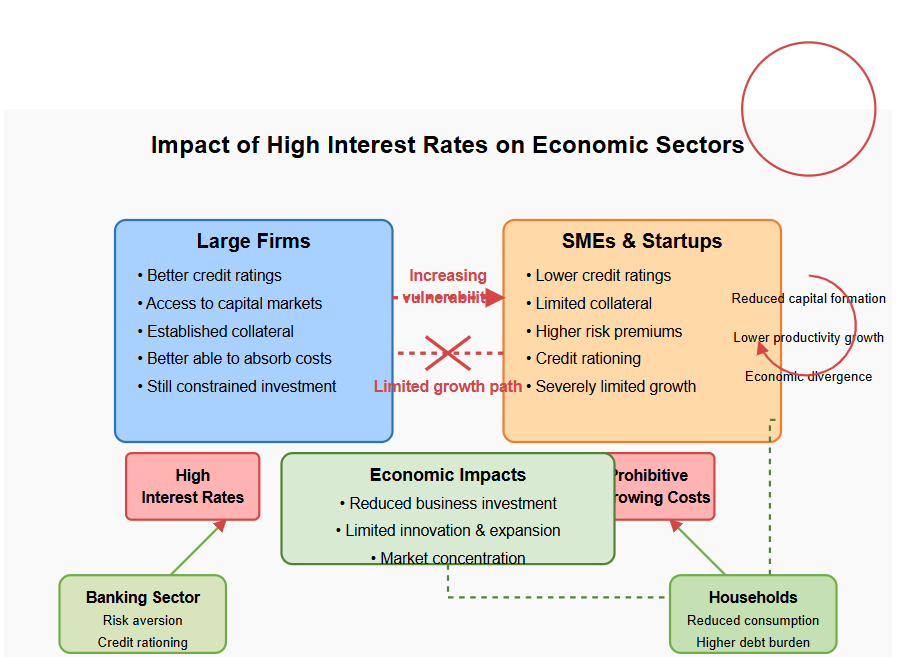 Impact of High Interest Rates on Economic Sectors
Large Firms
• Better credit ratings
• Access to capital markets
• Established collateral
• Better able to absorb costs
• Still constrained investment
Increasing
vulnerability
Limited growth path
SMEs & Startups
• Lower credit ratings
• Limited collateral
• Higher risk premiums
• Credit rationing
• Severely limited growth
Reduced capital formation
Lower productivity growth
Economic divergence
High
Interest Rates
Economic Impacts
• Reduced business investment
• Limited innovation & expansion
• Market concentration
Prohibitive
rowing Costs
Banking Sector
Risk aversion
Credit rationing
Households
Reduced consumption
Higher debt burden